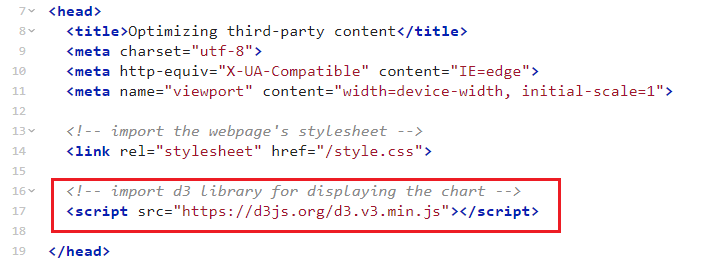 7 <head>
8 <title>Optimizing third-party content</title>
9 <meta charset="utf-8">
10 <meta http-equiv="X-UA-Compatible" content="IE=edge">
11 <meta name="viewport" content="width=device-width, initial-scale=1">
12
13 <!-- import the webpage's stylesheet -->
14 <link rel="stylesheet" href="/style.css">
15
16 <!-- import d3 library for displaying the chart -->
17 <script src="https://d3js.org/d3.v3.min.js"></script>
18
19 </head>